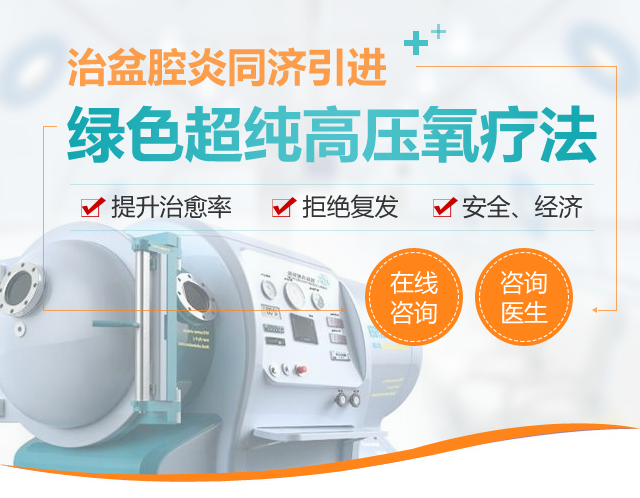 治盆腔炎同济引进
绿色超纯高压氧疗法
提升治愈率
拒绝复发
安全、经济
在线
咨询
咨询
医生